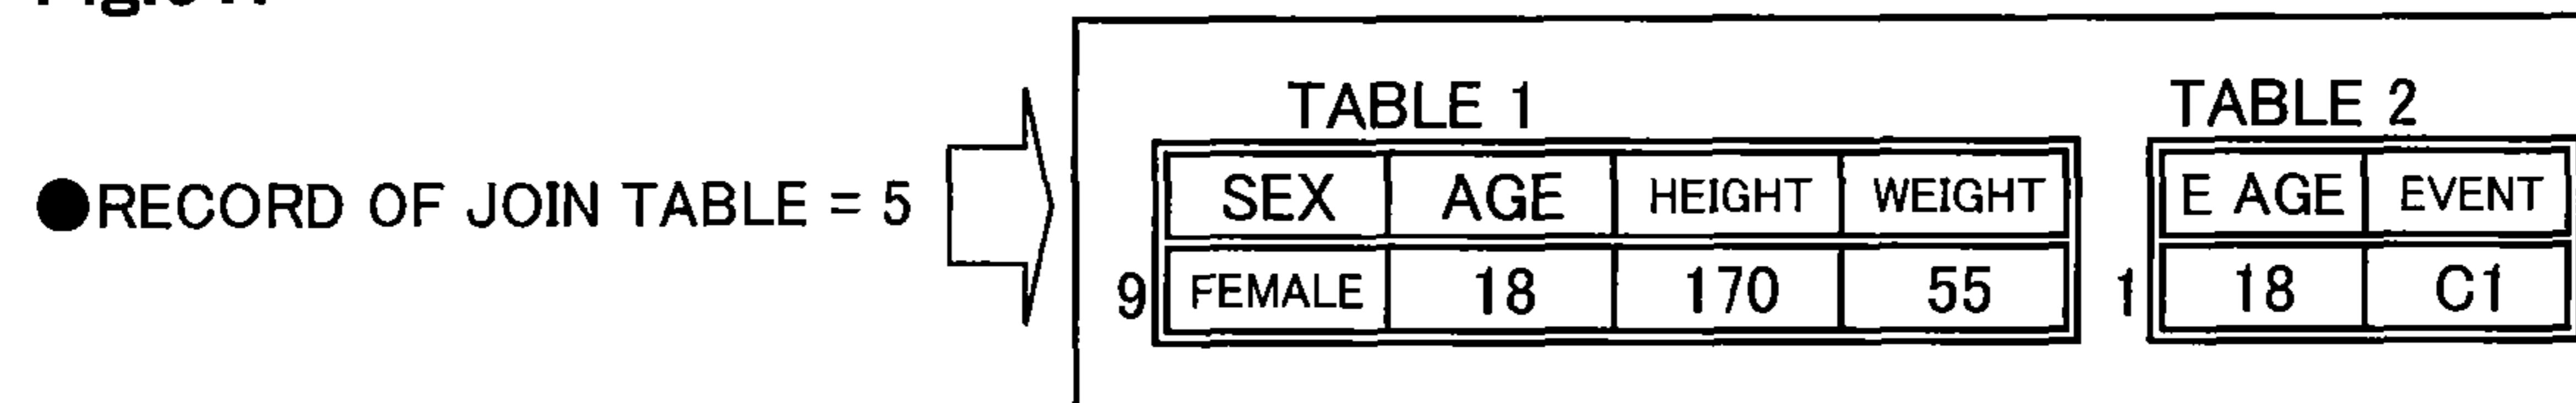 TABLE 1 TABLE 2
●RECORD OF JOIN TABLE = 5
SEX AGE HEIGHT WEIGHT E AGE EVENT
9 FEMALE 18 170 55 1 18 C1